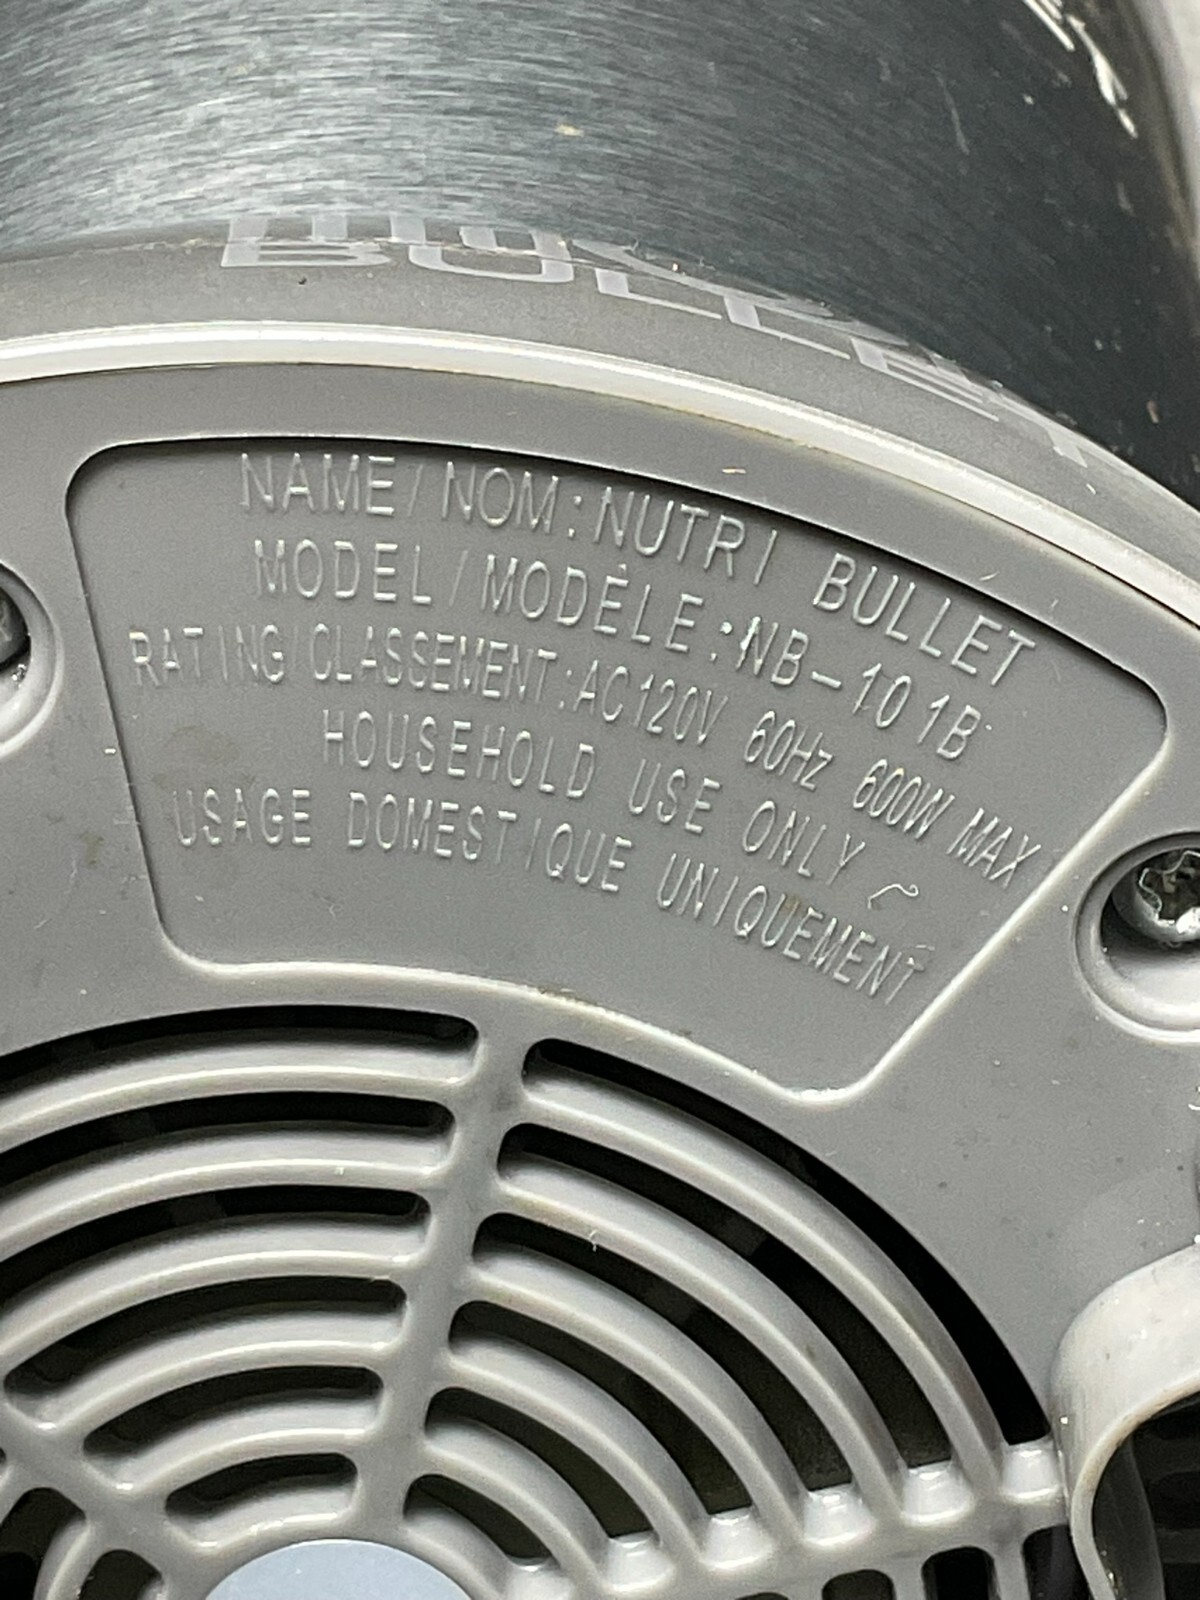 BULLET
NAME/NOM:NUTRI BULLET
MODEL/MODÈLE:NB-101B
RATING/CLASSEMENT:AC120V 60Hz 600W MAX
HOUSEHOLD USE ONLY ~
USAGE DOMESTIQUE UNIQUEMENT